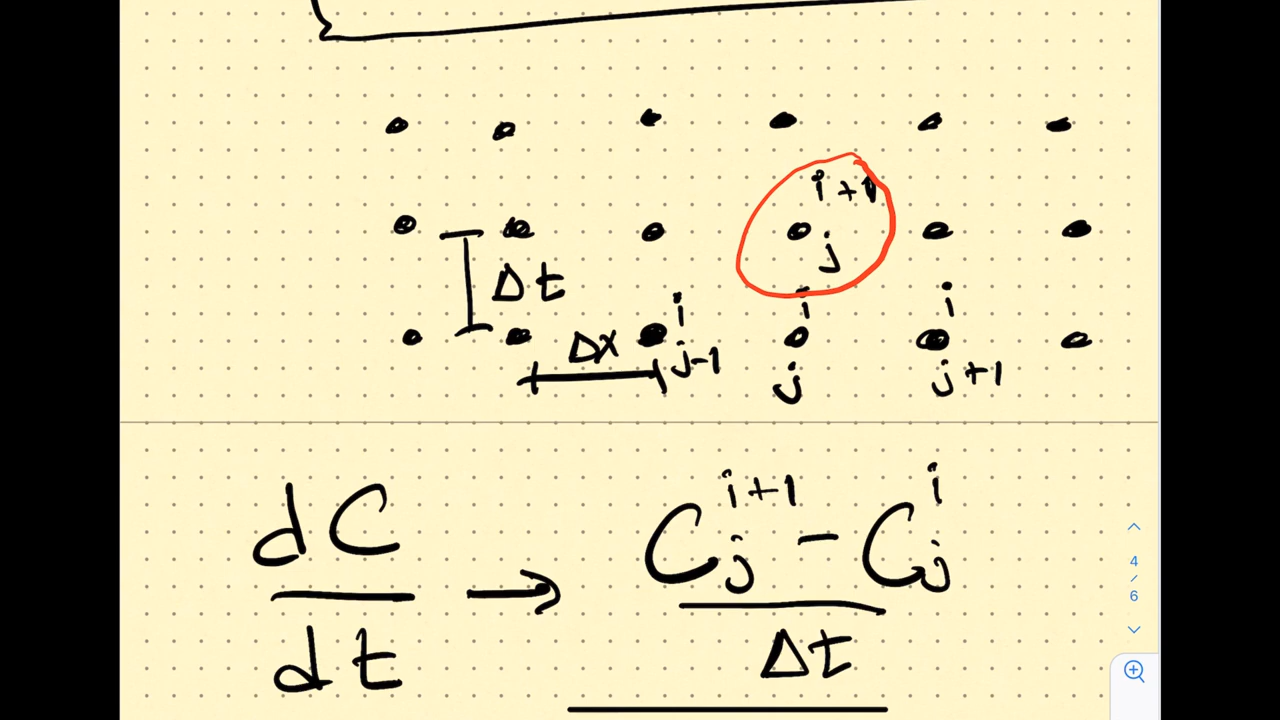 i+1
j
Δt
i i i
Δx
j-1 j j+1
dC/dt → (C_j^{i+1} - C_j^i)/Δt
4/6